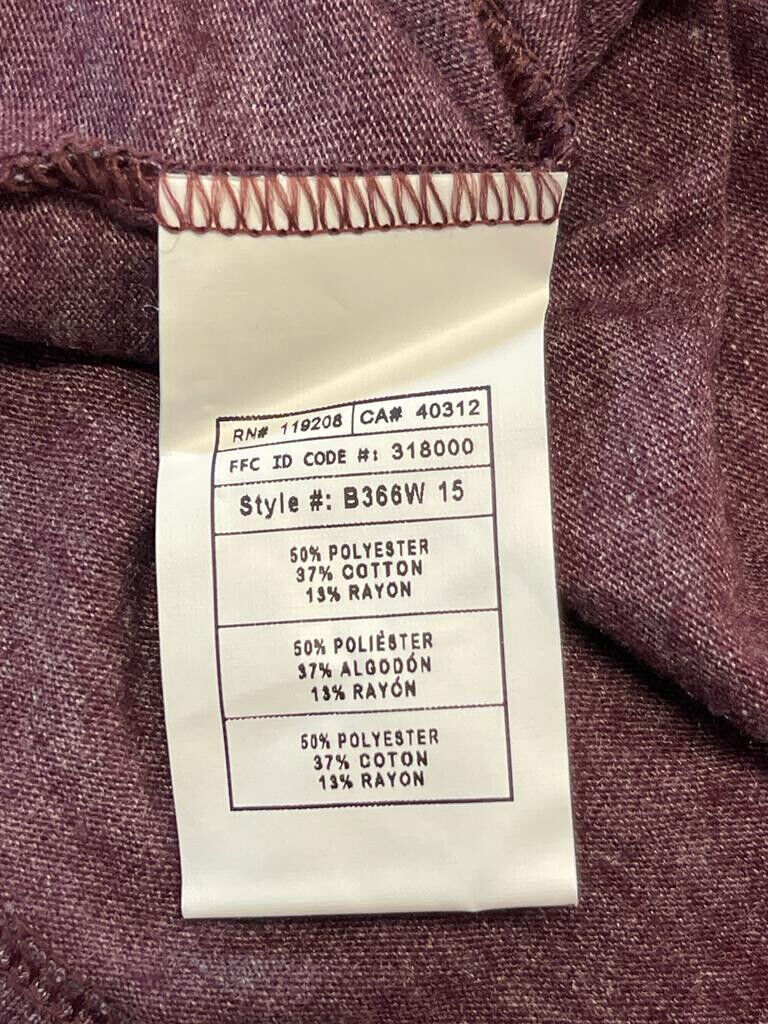 RN# 119208 CA# 40312
FFC ID CODE #: 318000
Style #: B366W 15
50% POLYESTER
37% COTTON
13% RAYON
50% POLIÉSTER
37% ALGODÓN
13% RAYÓN
50% POLYESTER
37% COTON
13% RAYON